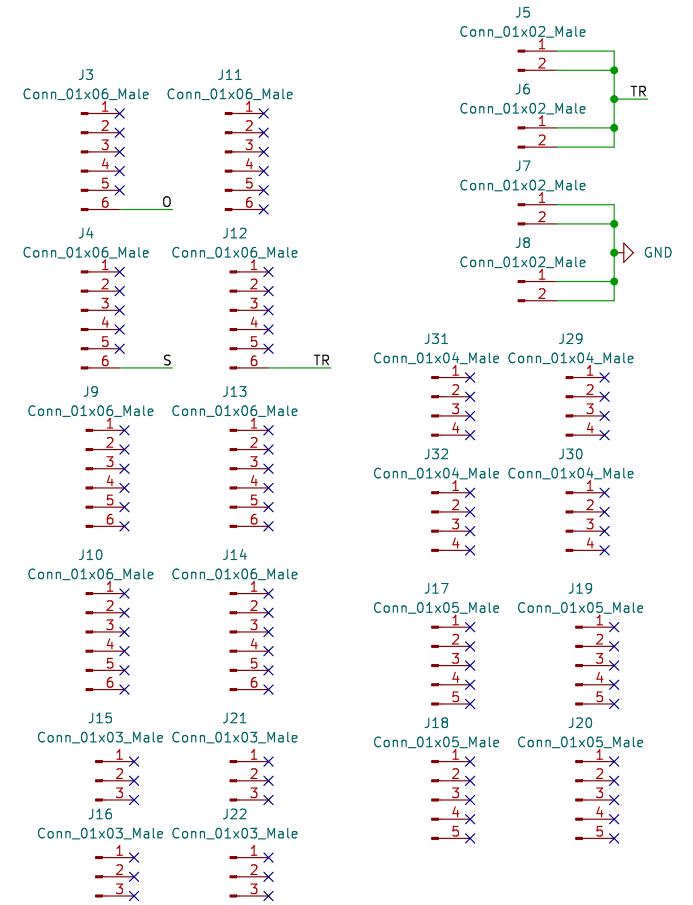 J3
Conn_01x06_Male
1
2
3
4
5
6
O
J11
Conn_01x06_Male
1
2
3
4
5
6
J4
Conn_01x06_Male
1
2
3
4
5
6
S
J12
Conn_01x06_Male
1
2
3
4
5
6
TR
J9
Conn_01x06_Male
1
2
3
4
5
6
J13
Conn_01x06_Male
1
2
3
4
5
6
J10
Conn_01x06_Male
1
2
3
4
5
6
J14
Conn_01x06_Male
1
2
3
4
5
6
J15
Conn_01x03_Male
1
2
3
J21
Conn_01x03_Male
1
2
3
J16
Conn_01x03_Male
1
2
3
J22
Conn_01x03_Male
1
2
3
J5
Conn_01x02_Male
1
2
TR
J6
Conn_01x02_Male
1
2
J7
Conn_01x02_Male
1
2
GND
J8
Conn_01x02_Male
1
2
J31
Conn_01x04_Male
1
2
3
4
J29
Conn_01x04_Male
1
2
3
4
J32
Conn_01x04_Male
1
2
3
4
J30
Conn_01x04_Male
1
2
3
4
J17
Conn_01x05_Male
1
2
3
4
5
J19
Conn_01x05_Male
1
2
3
4
5
J18
Conn_01x05_Male
1
2
3
4
5
J20
Conn_01x05_Male
1
2
3
4
5